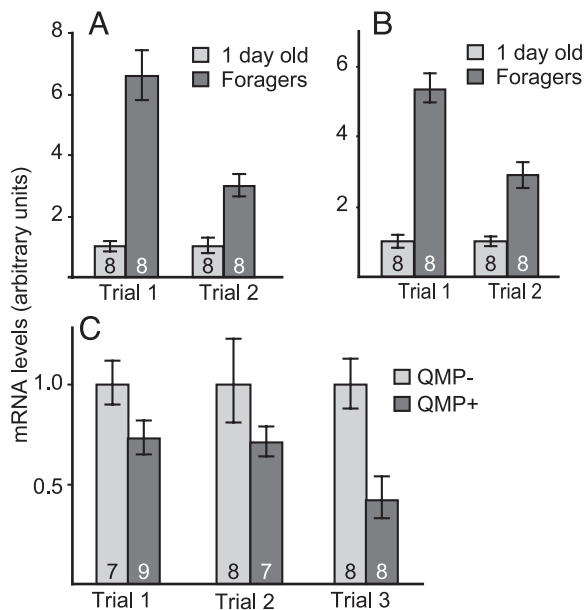 A
8
6
4
2
1 day old
Foragers
8 8 8 8
Trial 1 Trial 2
B
6
4
2
1 day old
Foragers
8 8 8 8
Trial 1 Trial 2
mRNA levels (arbitrary units)
C
1.0
0.5
QMP-
QMP+
7 9 8 7 8 8
Trial 1 Trial 2 Trial 3